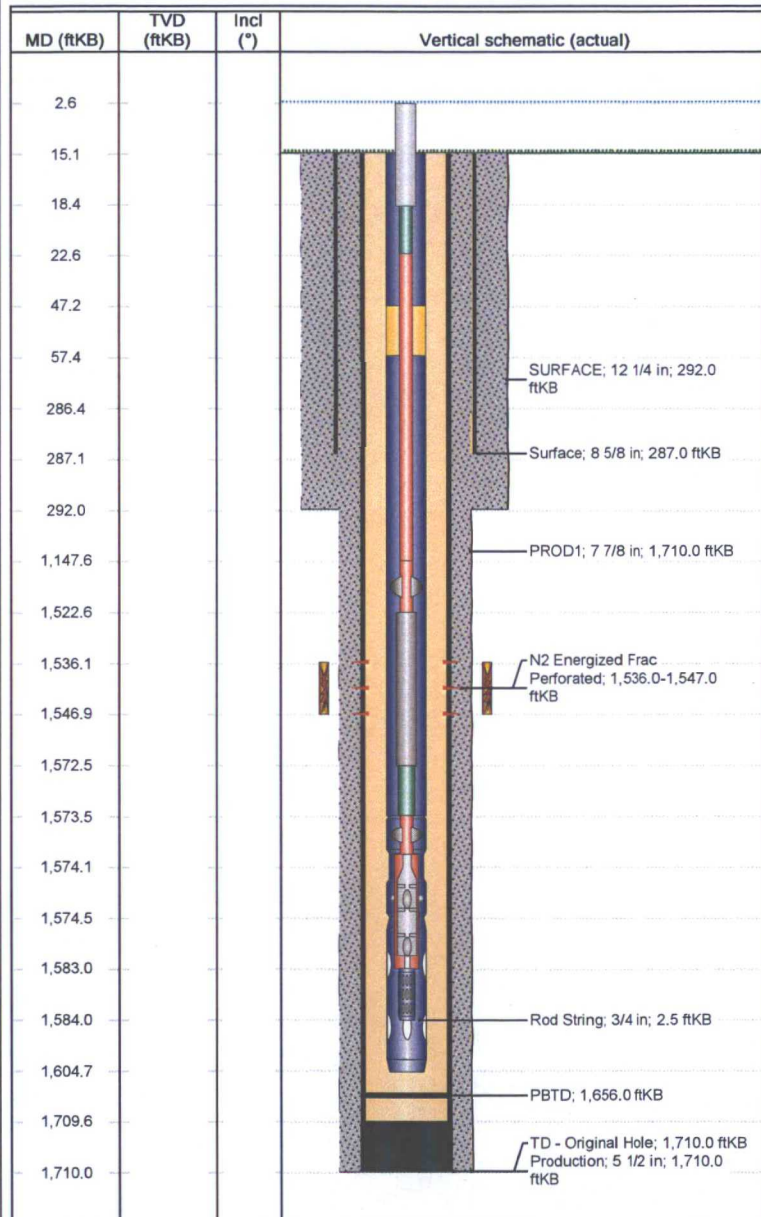 MD (ftKB)
TVD
(ftKB)
Incl
(°)
Vertical schematic (actual)
2.6
15.1
18.4
22.6
47.2
57.4
286.4
287.1
292.0
1,147.6
1,522.6
1,536.1
1,546.9
1,572.5
1,573.5
1,574.1
1,574.5
1,583.0
1,584.0
1,604.7
1,709.6
1,710.0
SURFACE; 12 1/4 in; 292.0
ftKB
Surface; 8 5/8 in; 287.0 ftKB
PROD1; 7 7/8 in; 1,710.0 ftKB
N2 Energized Frac
Perforated; 1,536.0-1,547.0
ftKB
Rod String; 3/4 in; 2.5 ftKB
PBTD; 1,656.0 ftKB
TD - Original Hole; 1,710.0 ftKB
Production; 5 1/2 in; 1,710.0
ftKB